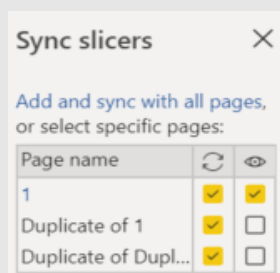 Sync slicers
Add and sync with all pages,
or select specific pages:
Page name
1
Duplicate of 1
Duplicate of Dupl...